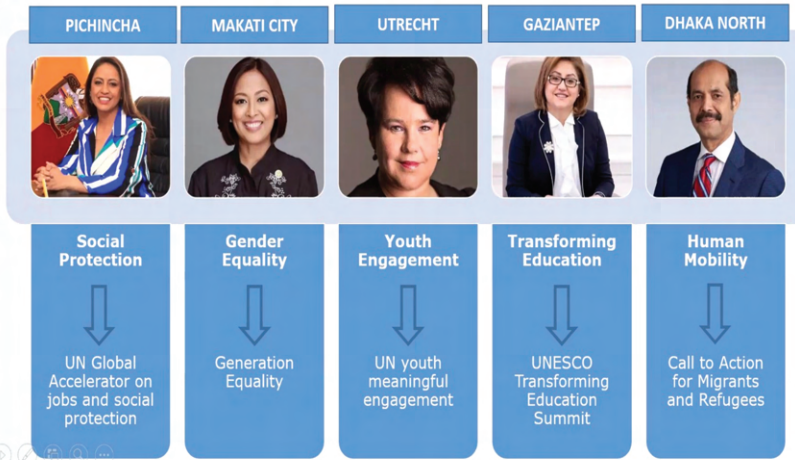 PICHINCHA
MAKATI CITY
UTRECHT
GAZIANTEP
DHAKA NORTH
Social
Protection
UN Global
Accelerator on
jobs and social
protection
Gender
Equality
Generation
Equality
Youth
Engagement
UN youth
meaningful
engagement
Transforming
Education
UNESCO
Transforming
Education
Summit
Human
Mobility
Call to Action
for Migrants
and Refugees